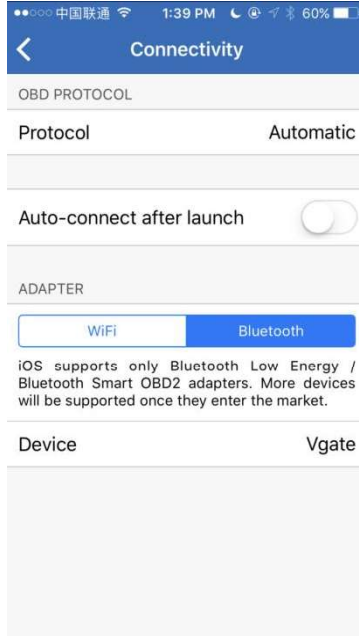 中国联通 1:39 PM 60%
Connectivity
OBD PROTOCOL
Protocol Automatic
Auto-connect after launch
ADAPTER
WiFi Bluetooth
iOS supports only Bluetooth Low Energy /
Bluetooth Smart OBD2 adapters. More devices
will be supported once they enter the market.
Device Vgate